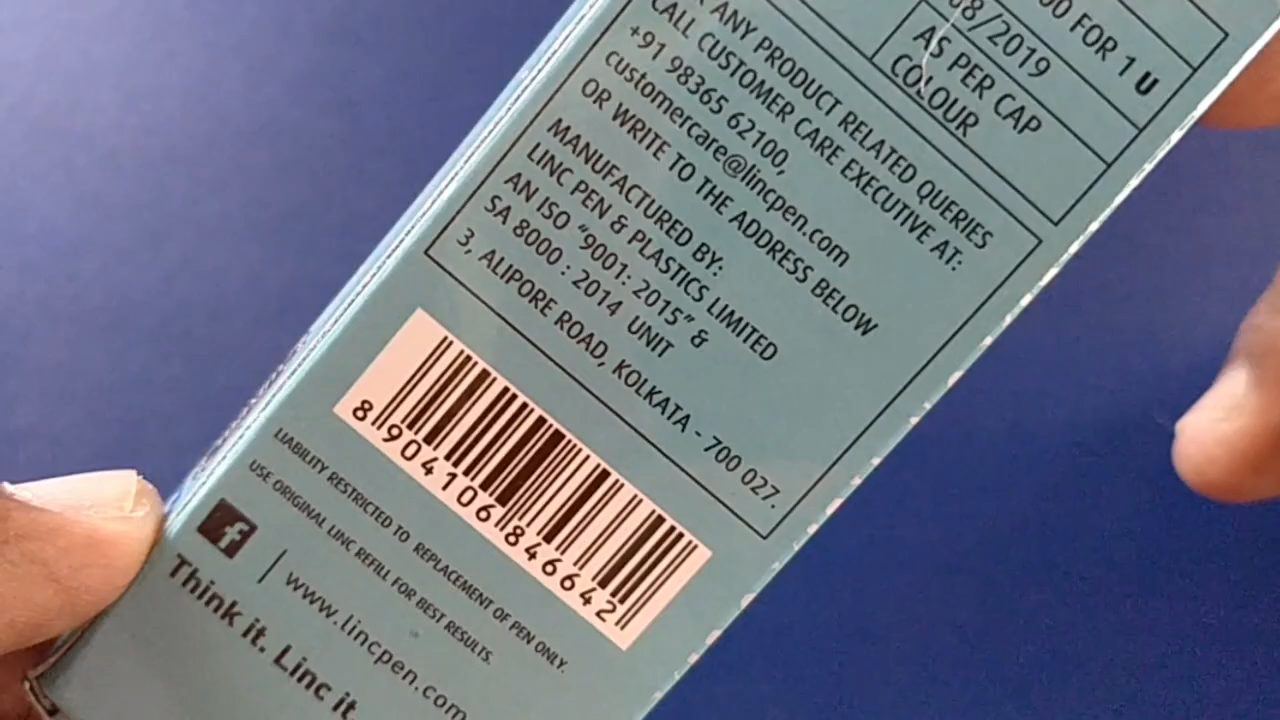 00 FOR 1 U
08/2019
AS PER CAP
COLOUR
ANY PRODUCT RELATED QUERIES
CALL CUSTOMER CARE EXECUTIVE AT:
+91 98365 62100,
customercare@lincpen.com
OR WRITE TO THE ADDRESS BELOW
MANUFACTURED BY:
LINC PEN & PLASTICS LIMITED
AN ISO "9001: 2015" &
SA 8000 : 2014 UNIT
3, ALIPORE ROAD, KOLKATA - 700 027.
8 904106 846642
LIABILITY RESTRICTED TO REPLACEMENT OF PEN ONLY.
USE ORIGINAL LINC REFILL FOR BEST RESULTS.
f | www.lincpen.com
Think it. Linc it.